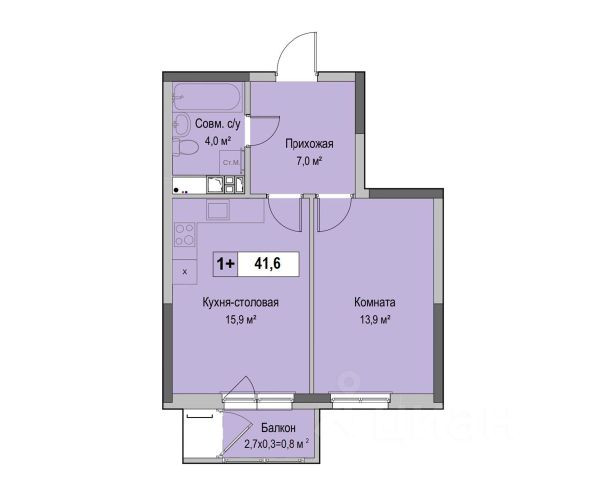 Совм. с/у
4,0 м²
Ст.М.
Прихожая
7,0 м²
1+ 41,6
х
Кухня-столовая
15,9 м²
Комната
13,9 м²
Балкон
2,7х0,3=0,8 м²
циан